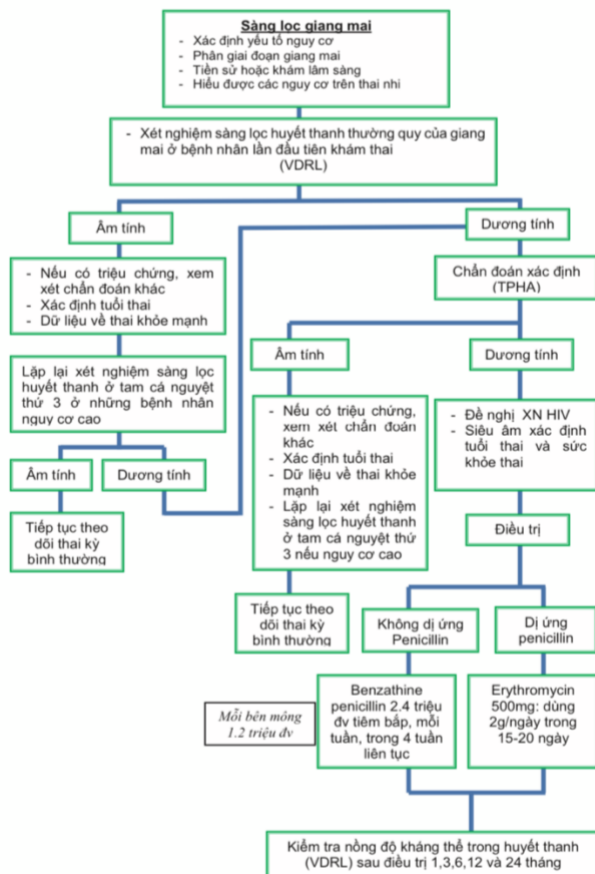 Sàng lọc giang mai
- Xác định yếu tố nguy cơ
- Phân giai đoạn giang mai
- Tiền sử hoặc khám lâm sàng
- Hiểu được các nguy cơ trên thai nhi
- Xét nghiệm sàng lọc huyết thanh thường quy của giang
mai ở bệnh nhân lần đầu tiên khám thai
(VDRL)
Âm tính
Dương tính
- Nếu có triệu chứng, xem
xét chẩn đoán khác
- Xác định tuổi thai
- Dữ liệu về thai khỏe mạnh
Chẩn đoán xác định
(TPHA)
Lặp lại xét nghiệm sàng lọc
huyết thanh ở tam cá nguyệt
thứ 3 ở những bệnh nhân
nguy cơ cao
Âm tính
Dương tính
Âm tính
Dương tính
- Nếu có triệu chứng,
xem xét chẩn đoán
khác
- Xác định tuổi thai
- Dữ liệu về thai khỏe
mạnh
- Lặp lại xét nghiệm
sàng lọc huyết thanh
ở tam cá nguyệt thứ
3 nếu nguy cơ cao
- Đề nghị XN HIV
- Siêu âm xác định
tuổi thai và sức
khỏe thai
Tiếp tục theo
dõi thai kỳ
bình thường
Điều trị
Tiếp tục theo
dõi thai kỳ
bình thường
Không dị ứng
Penicillin
Dị ứng
penicillin
Mỗi bên mông
1.2 triệu đv
Benzathine
penicillin 2.4 triệu
đv tiêm bắp, mỗi
tuần, trong 4 tuần
liên tục
Erythromycin
500mg: dùng
2g/ngày trong
15-20 ngày
Kiểm tra nồng độ kháng thể trong huyết thanh
(VDRL) sau điều trị 1,3,6,12 và 24 tháng